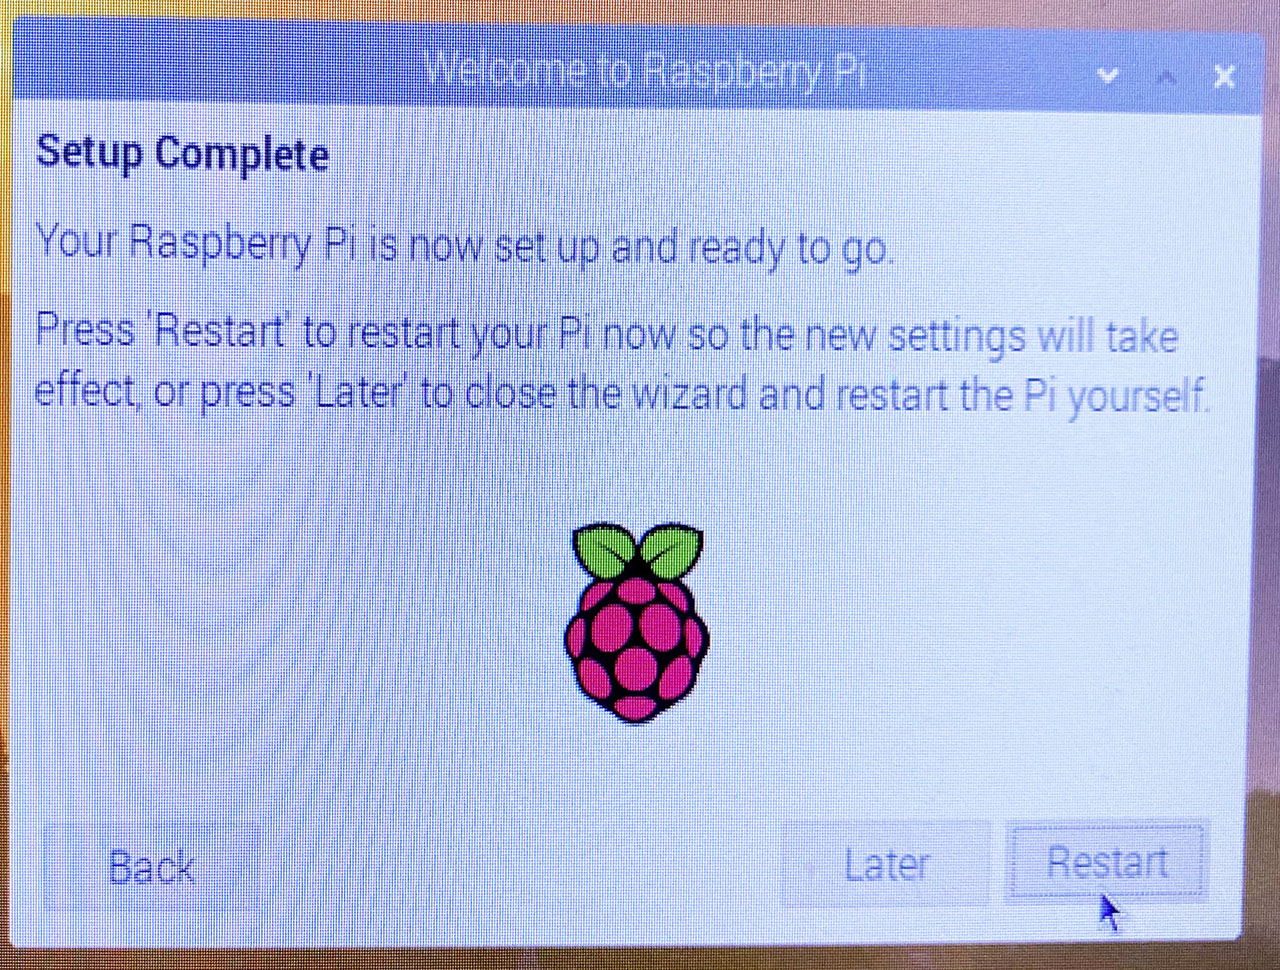 Welcome to Raspberry Pi
Setup Complete
Your Raspberry Pi is now set up and ready to go.
Press 'Restart' to restart your Pi now so the new settings will take
effect, or press 'Later' to close the wizard and restart the Pi yourself.
Back
Later
Restart